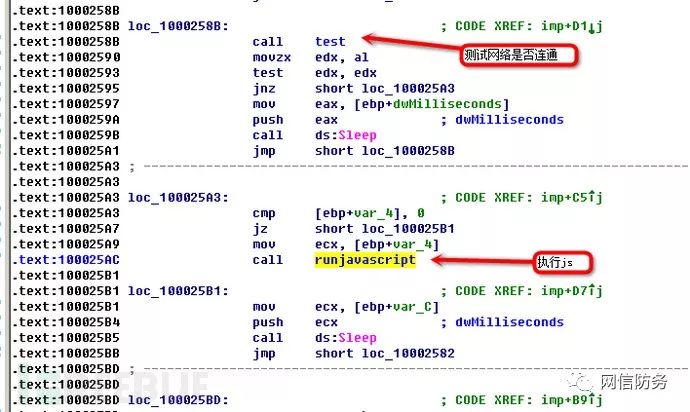 .text:1000258B
.text:1000258B loc_1000258B: ; CODE XREF: imp+D1↓j
.text:1000258B call test 测试网络是否连通
.text:10002590 movzx edx, al
.text:10002593 test edx, edx
.text:10002595 jnz short loc_100025A3
.text:10002597 mov eax, [ebp+dwMilliseconds]
.text:1000259A push eax ; dwMilliseconds
.text:1000259B call ds:Sleep
.text:100025A1 jmp short loc_1000258B
.text:100025A3 ; ---------------------------------------------------------------------------
.text:100025A3
.text:100025A3 loc_100025A3: ; CODE XREF: imp+C5↑j
.text:100025A3 cmp [ebp+var_4], 0
.text:100025A7 jz short loc_100025B1
.text:100025A9 mov ecx, [ebp+var_4]
.text:100025AC call runjavascript 执行js
.text:100025B1
.text:100025B1 loc_100025B1: ; CODE XREF: imp+D7↑j
.text:100025B1 mov ecx, [ebp+var_C]
.text:100025B4 push ecx ; dwMilliseconds
.text:100025B5 call ds:Sleep
.text:100025BB jmp short loc_10002582
.text:100025BD ; ---------------------------------------------------------------------------
.text:100025BD
.text:100025BD loc_100025BD: ; CODE XREF: imp+B9↑j
网信防务